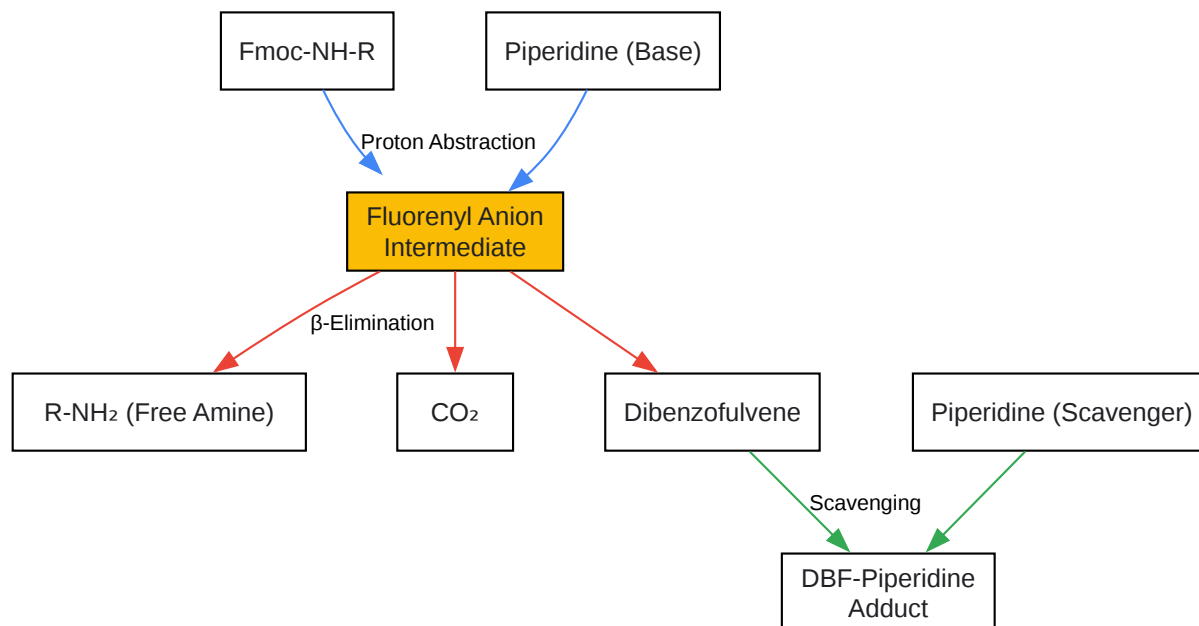 Fmoc-NH-R
Piperidine (Base)
Proton Abstraction
Fluorenyl Anion
Intermediate
β-Elimination
R-NH₂ (Free Amine)
CO₂
Dibenzofulvene
Piperidine (Scavenger)
Scavenging
DBF-Piperidine
Adduct